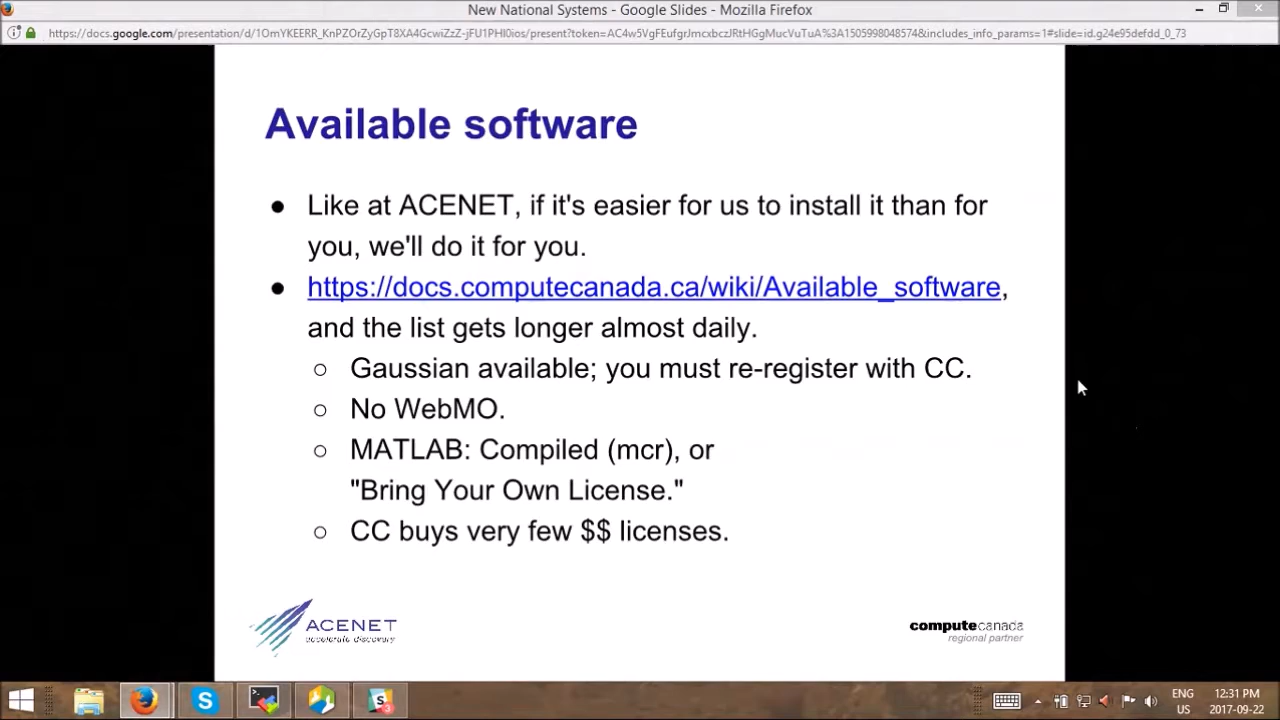 New National Systems - Google Slides - Mozilla Firefox
Available software
● Like at ACENET, if it's easier for us to install it than for
you, we'll do it for you.
● https://docs.computecanada.ca/wiki/Available_software,
and the list gets longer almost daily.
○ Gaussian available; you must re-register with CC.
○ No WebMO.
○ MATLAB: Compiled (mcr), or
"Bring Your Own License."
○ CC buys very few $$ licenses.
ACENET
accelerate discovery
computecanada
regional partner
ENG 12:31 PM
US 2017-09-22